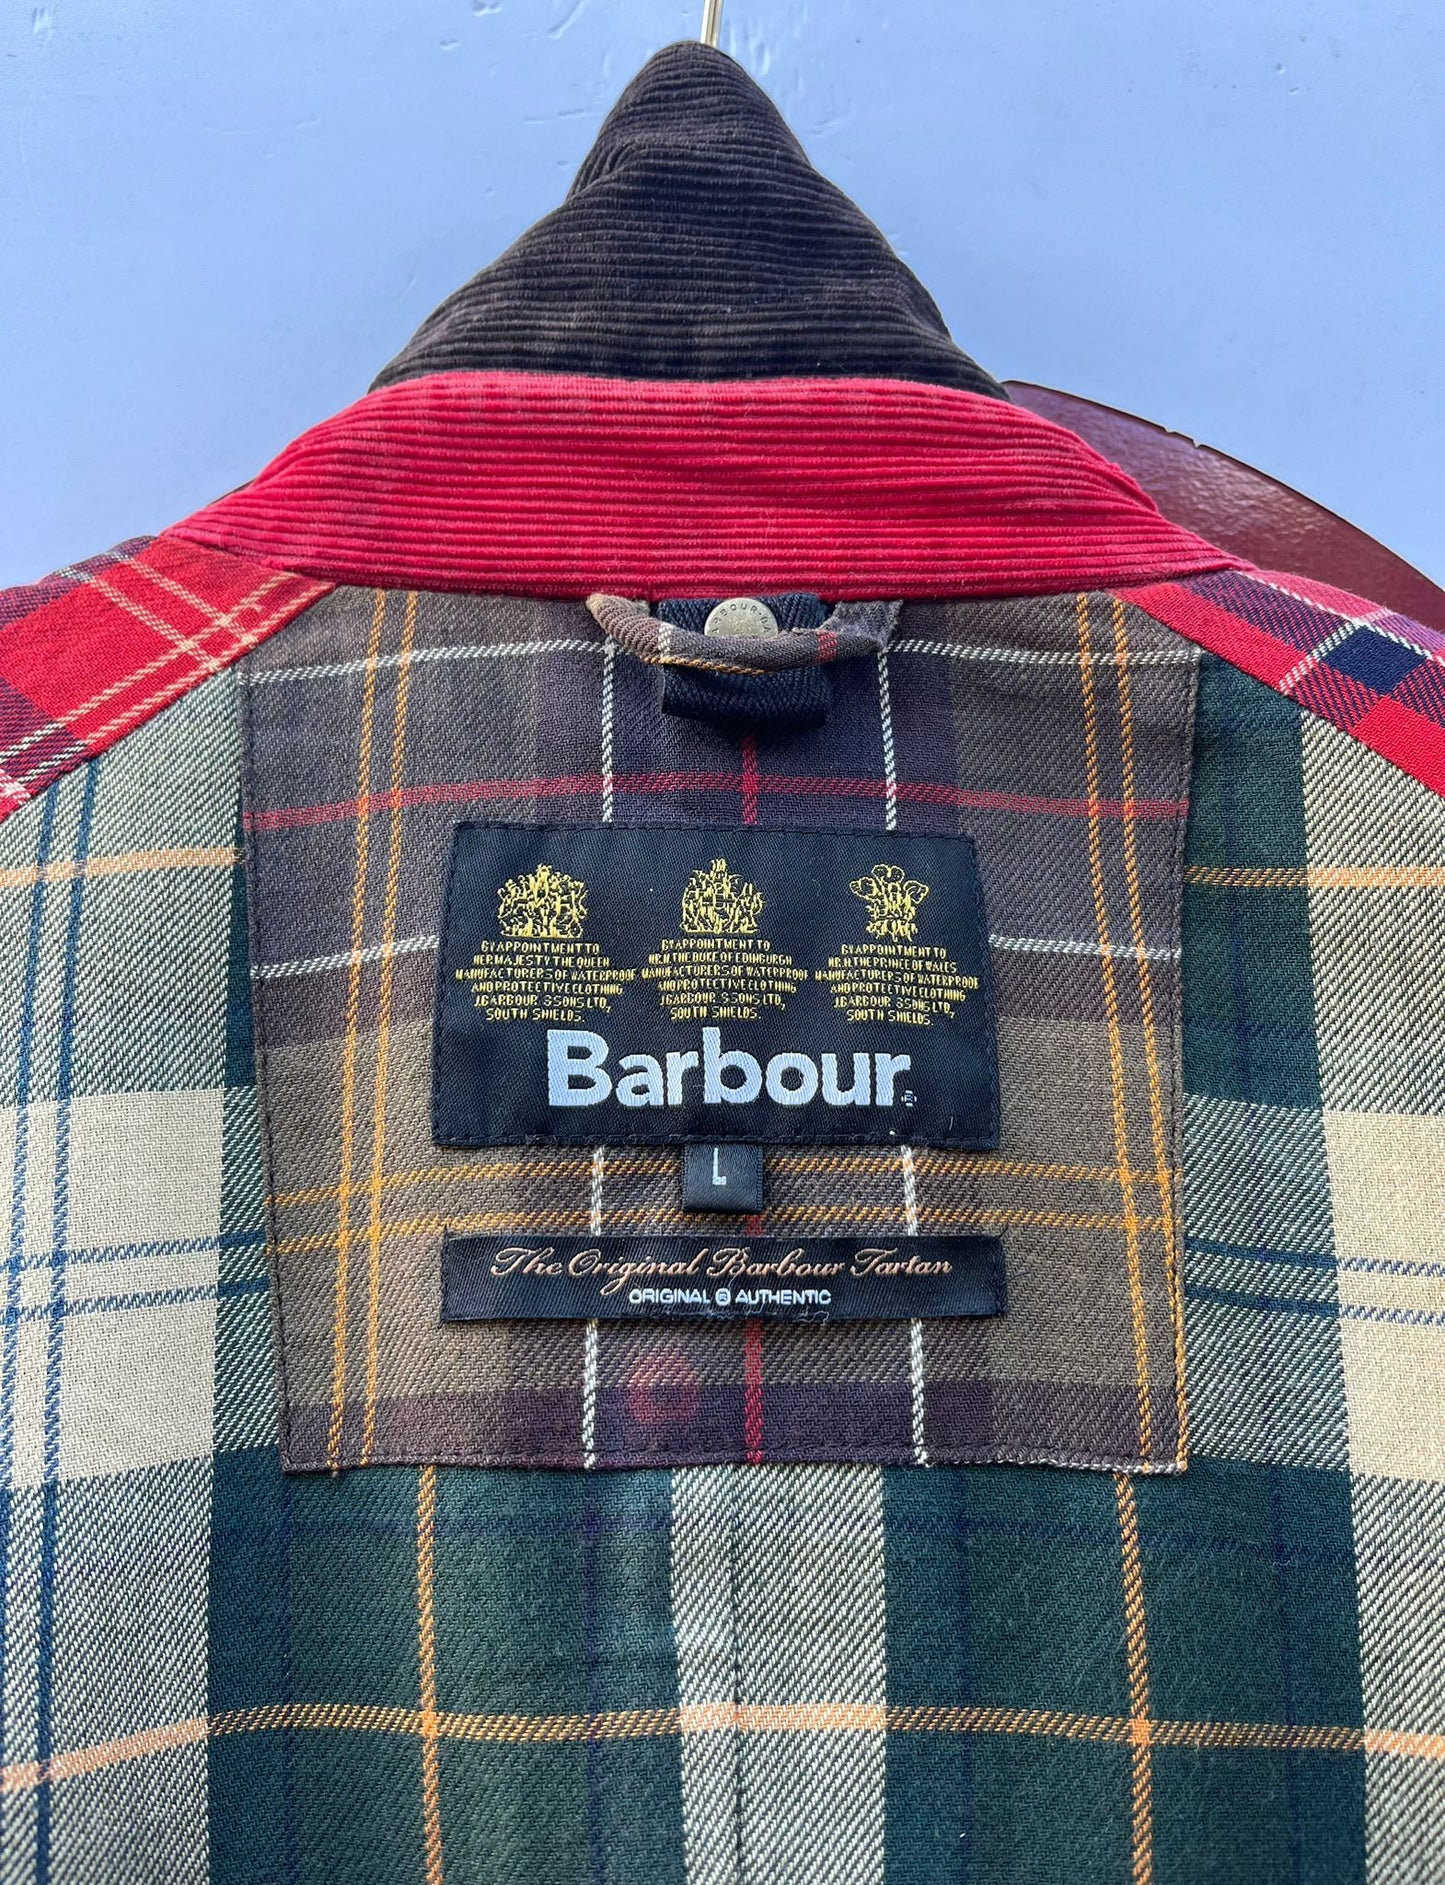 BARBOUR
BY APPOINTMENT TO
HER MAJESTY THE QUEEN
MANUFACTURERS OF WATERPROOF
AND PROTECTIVE CLOTHING
J.BARBOUR & SONS LTD,
SOUTH SHIELDS.
BY APPOINTMENT TO
H.R.H. THE DUKE OF EDINBURGH
MANUFACTURERS OF WATERPROOF
AND PROTECTIVE CLOTHING
J.BARBOUR & SONS LTD,
SOUTH SHIELDS.
BY APPOINTMENT TO
H.R.H. THE PRINCE OF WALES
MANUFACTURERS OF WATERPROOF
AND PROTECTIVE CLOTHING
J.BARBOUR & SONS LTD,
SOUTH SHIELDS.
Barbour®
L
The Original Barbour Tartan
ORIGINAL ® AUTHENTIC